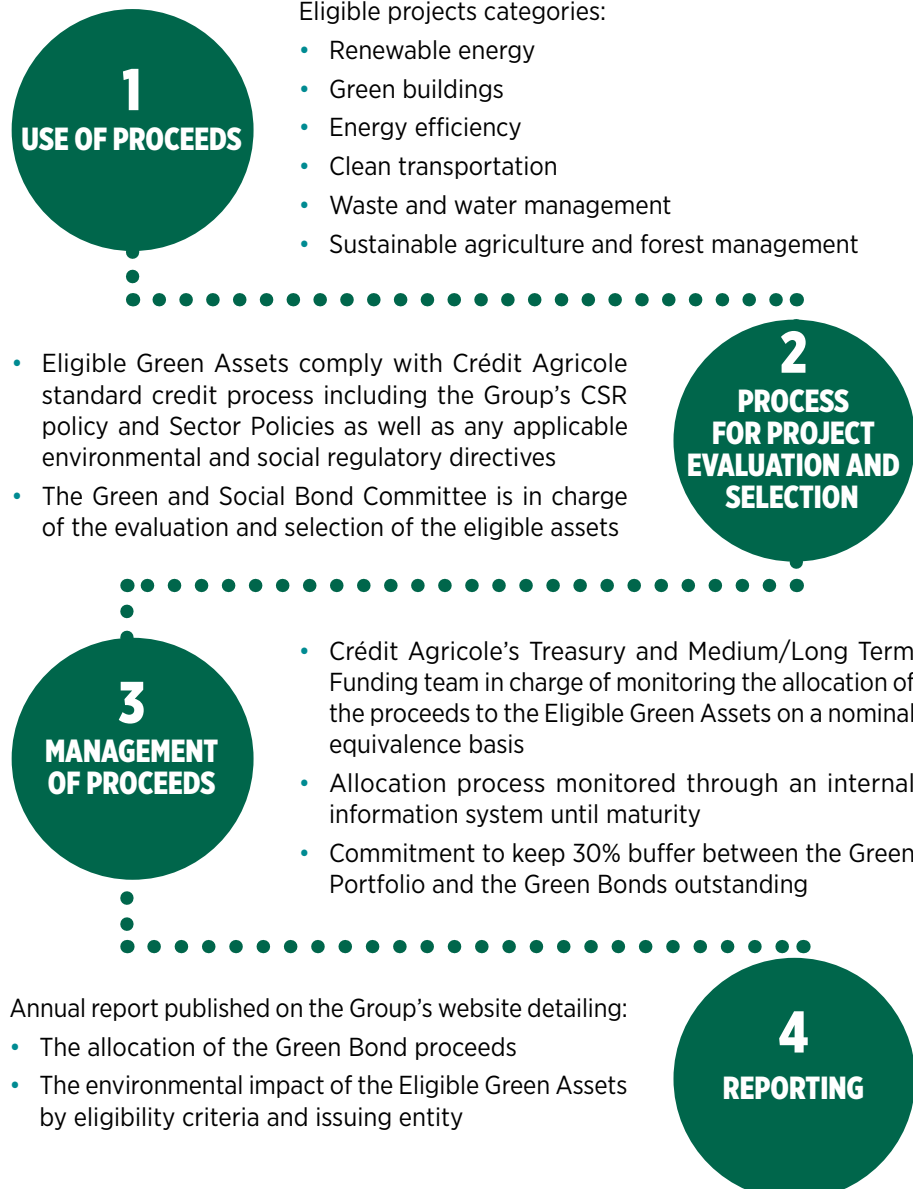 Eligible projects categories:
• Renewable energy
• Green buildings
• Energy efficiency
• Clean transportation
• Waste and water management
• Sustainable agriculture and forest management
1
USE OF PROCEEDS
• Eligible Green Assets comply with Crédit Agricole
standard credit process including the Group's CSR
policy and Sector Policies as well as any applicable
environmental and social regulatory directives
• The Green and Social Bond Committee is in charge
of the evaluation and selection of the eligible assets
2
PROCESS
FOR PROJECT
EVALUATION AND
SELECTION
3
MANAGEMENT
OF PROCEEDS
• Crédit Agricole's Treasury and Medium/Long Term
Funding team in charge of monitoring the allocation of
the proceeds to the Eligible Green Assets on a nominal
equivalence basis
• Allocation process monitored through an internal
information system until maturity
• Commitment to keep 30% buffer between the Green
Portfolio and the Green Bonds outstanding
Annual report published on the Group's website detailing:
• The allocation of the Green Bond proceeds
• The environmental impact of the Eligible Green Assets
by eligibility criteria and issuing entity
4
REPORTING